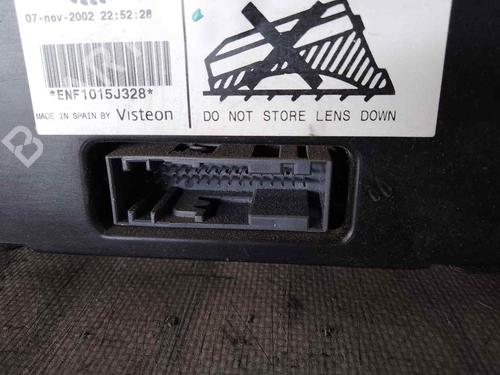 07-nov-2002 22:52:28
*ENF1015J328*
MADE IN SPAIN BY Visteon
DO NOT STORE LENS DOWN